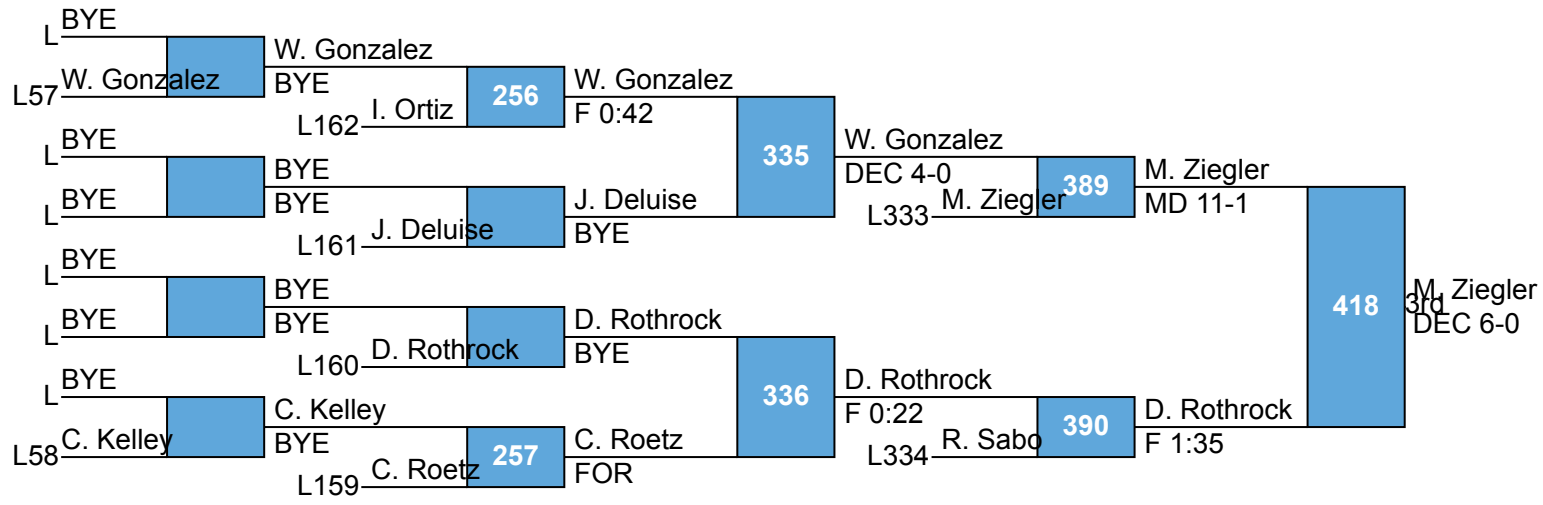 BYE
L
W. Gonzalez
L57
W. Gonzalez
BYE
I. Ortiz
L162
256
W. Gonzalez
F 0:42
BYE
L
BYE
L
BYE
BYE
J. Deluise
L161
J. Deluise
BYE
335
W. Gonzalez
DEC 4-0
M. Ziegler
L333
389
M. Ziegler
MD 11-1
BYE
L
BYE
L
BYE
BYE
D. Rothrock
L160
D. Rothrock
BYE
BYE
L
C. Kelley
L58
C. Kelley
BYE
C. Roetz
L159
257
C. Roetz
FOR
336
D. Rothrock
F 0:22
R. Sabo
L334
390
D. Rothrock
F 1:35
418
M. Ziegler
3rd
DEC 6-0